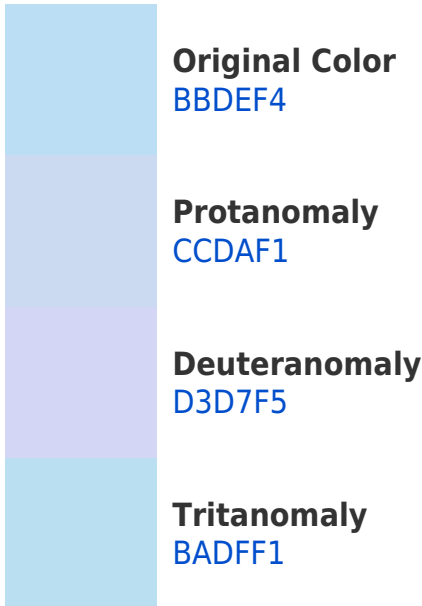 Original Color
BBDEF4
Protanomaly
CCDAF1
Deuteranomaly
D3D7F5
Tritanomaly
BADFF1